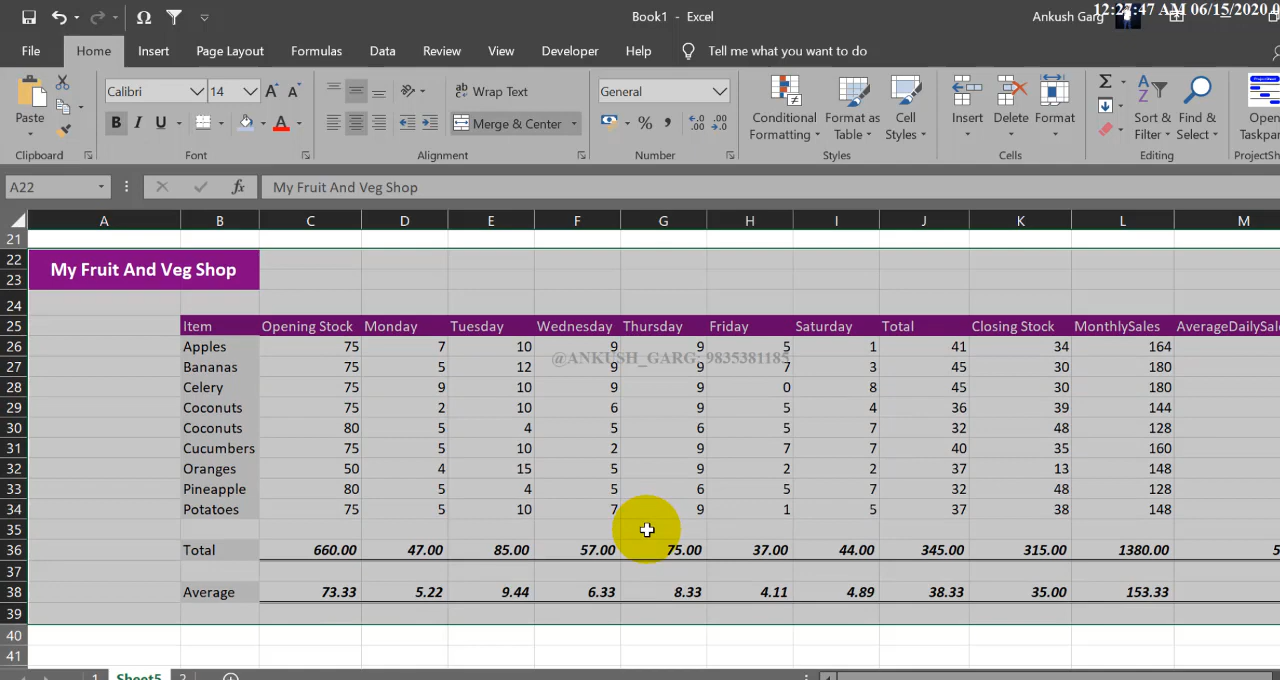 Book1 - Excel
Ankush Garg
12:27:47 AM 06/15/2020
File Home Insert Page Layout Formulas Data Review View Developer Help Tell me what you want to do
Calibri 14 Wrap Text General
Paste B I U Merge & Center % Conditional Formatting Format as Table Cell Styles Insert Delete Format Sort & Filter Find & Select Open Taskpa
Clipboard Font Alignment Number Styles Cells Editing ProjectSh
A22 fx My Fruit And Veg Shop
A B C D E F G H I J K L M
21
22 My Fruit And Veg Shop
23
24
25 Item Opening Stock Monday Tuesday Wednesday Thursday Friday Saturday Total Closing Stock MonthlySales AverageDailySal
26 Apples 75 7 10 9 9 5 1 41 34 164
@ANKUSH_GARG: 9835381185
27 Bananas 75 5 12 9 9 7 3 45 30 180
28 Celery 75 9 10 9 9 0 8 45 30 180
29 Coconuts 75 2 10 6 9 5 4 36 39 144
30 Coconuts 80 5 4 5 6 5 7 32 48 128
31 Cucumbers 75 5 10 2 9 7 7 40 35 160
32 Oranges 50 4 15 5 9 2 2 37 13 148
33 Pineapple 80 5 4 5 6 5 7 32 48 128
34 Potatoes 75 5 10 7 9 1 5 37 38 148
35
36 Total 660.00 47.00 85.00 57.00 75.00 37.00 44.00 345.00 315.00 1380.00 5
37
38 Average 73.33 5.22 9.44 6.33 8.33 4.11 4.89 38.33 35.00 153.33
39
40
41
1 Sheet5 2